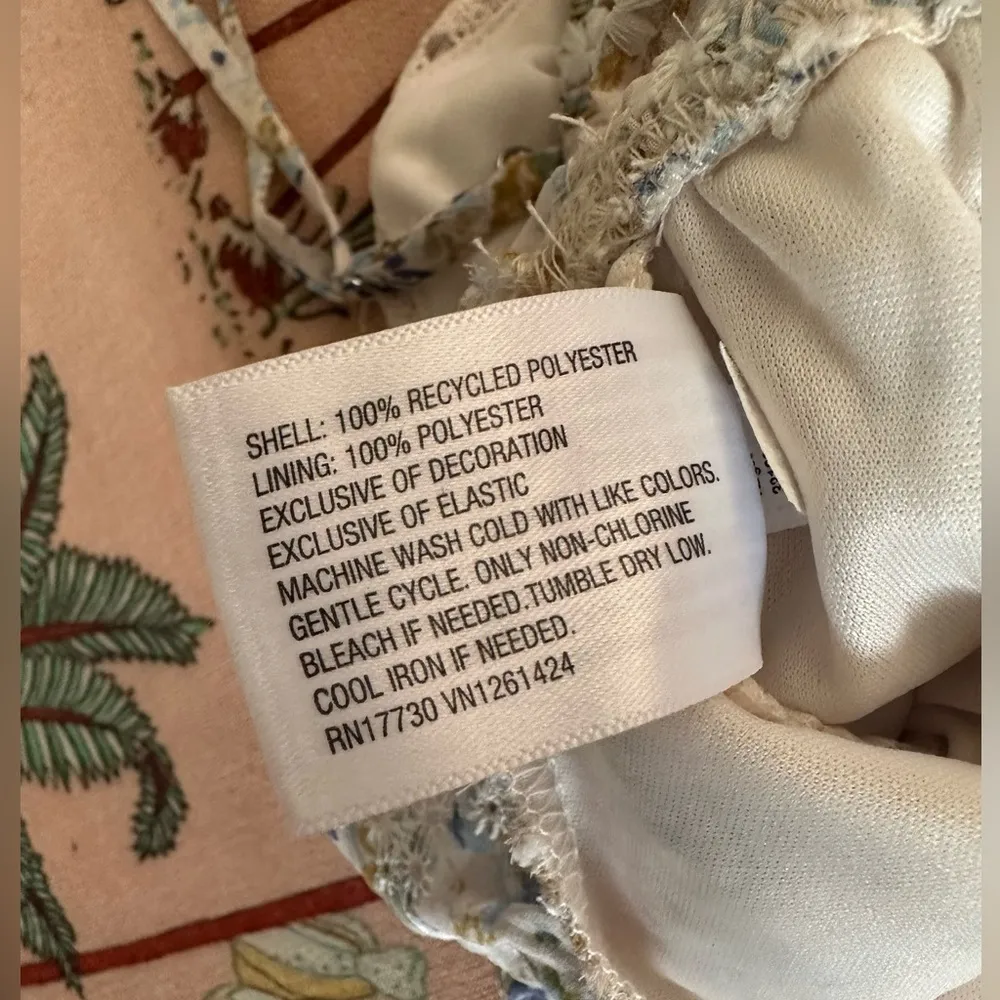 SHELL: 100% RECYCLED POLYESTER
LINING: 100% POLYESTER
EXCLUSIVE OF DECORATION
EXCLUSIVE OF ELASTIC
MACHINE WASH COLD WITH LIKE COLORS.
GENTLE CYCLE. ONLY NON-CHLORINE
BLEACH IF NEEDED.TUMBLE DRY LOW.
COOL IRON IF NEEDED.
RN17730 VN1261424